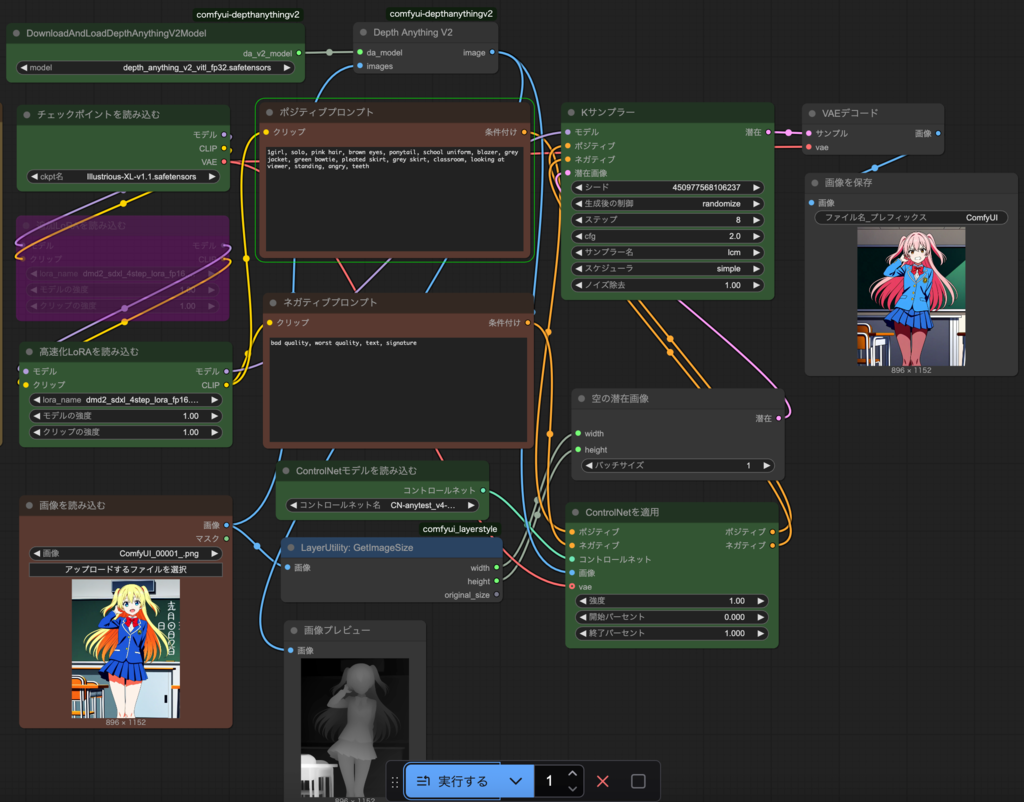 comfyui-depthanythingv2
DownloadAndLoadDepthAnythingV2Model
da_v2_model
model depth_anything_v2_vitl_fp32.safetensors
comfyui-depthanythingv2
Depth Anything V2
da_model image
images
チェックポイントを読み込む
モデル
CLIP
VAE
ckpt名 Illustrious-XL-v1.1.safetensors
を読み込む
モデル モデル
クリップ CLIP
lora_name dmd2_sdxl_4step_lora_fp16
モデルの強度 1.00
クリップの強度 1.00
高速化LoRAを読み込む
モデル モデル
クリップ CLIP
lora_name dmd2_sdxl_4step_lora_fp16....
モデルの強度 1.00
クリップの強度 1.00
ポジティブプロンプト
クリップ 条件付け
1girl, solo, pink hair, brown eyes, ponytail, school uniform, blazer, grey
jacket, green bowtie, pleated skirt, grey skirt, classroom, looking at
viewer, standing, angry, teeth
ネガティブプロンプト
クリップ 条件付け
bad quality, worst quality, text, signature
Kサンプラー
モデル 潜在
ポジティブ
ネガティブ
潜在画像
シード 450977568106237
生成後の制御 randomize
ステップ 8
cfg 2.0
サンプラー名 lcm
スケジューラ simple
ノイズ除去 1.00
VAEデコード
サンプル 画像
vae
画像を保存
画像
ファイル名_プレフィックス ComfyUI
896 × 1152
空の潜在画像
潜在
width
height
バッチサイズ 1
ControlNetモデルを読み込む
コントロールネット
コントロールネット名 CN-anytest_v4-...
comfyui_layerstyle
LayerUtility: GetImageSize
画像 width
height
original_size
ControlNetを適用
ポジティブ ポジティブ
ネガティブ ネガティブ
コントロールネット
画像
vae
強度 1.00
開始パーセント 0.000
終了パーセント 1.000
画像を読み込む
画像
マスク
画像 ComfyUI_00001_.png
アップロードするファイルを選択
896 × 1152
画像プレビュー
画像
896 × 1152
実行する 1